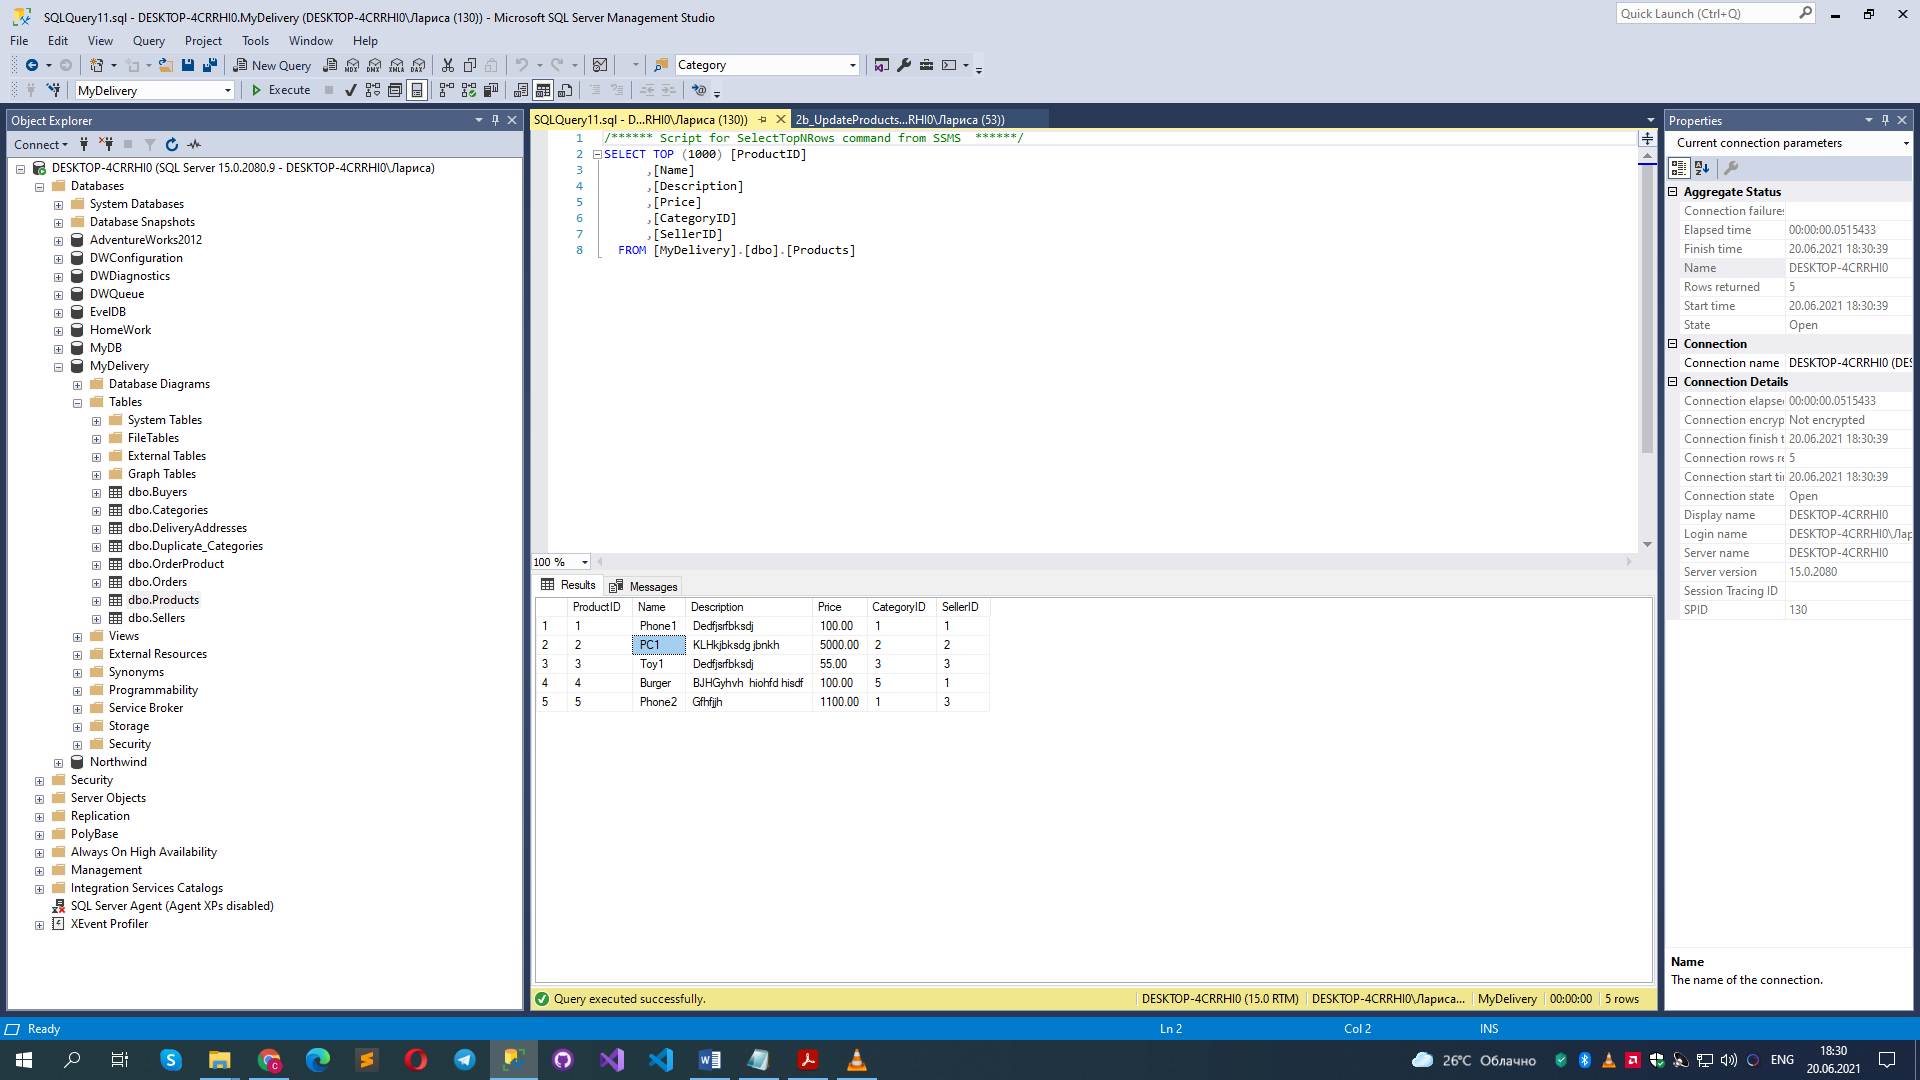 SQLQuery11.sql - DESKTOP-4CRRHI0.MyDelivery (DESKTOP-4CRRHI0\Лариса (130)) - Microsoft SQL Server Management Studio
Quick Launch (Ctrl+Q)
File Edit View Query Project Tools Window Help
New Query
Category
MyDelivery
Execute
Object Explorer
Connect
DESKTOP-4CRRHI0 (SQL Server 15.0.2080.9 - DESKTOP-4CRRHI0\Лариса)
Databases
System Databases
Database Snapshots
AdventureWorks2012
DWConfiguration
DWDiagnostics
DWQueue
EvelDB
HomeWork
MyDB
MyDelivery
Database Diagrams
Tables
System Tables
FileTables
External Tables
Graph Tables
dbo.Buyers
dbo.Categories
dbo.DeliveryAddresses
dbo.Duplicate_Categories
dbo.OrderProduct
dbo.Orders
dbo.Products
dbo.Sellers
Views
External Resources
Synonyms
Programmability
Service Broker
Storage
Security
Northwind
Security
Server Objects
Replication
PolyBase
Always On High Availability
Management
Integration Services Catalogs
SQL Server Agent (Agent XPs disabled)
XEvent Profiler
SQLQuery11.sql - D...RHI0\Лариса (130)) 2b_UpdateProducts...RHI0\Лариса (53))
1 /****** Script for SelectTopNRows command from SSMS ******/
2 SELECT TOP (1000) [ProductID]
3 ,[Name]
4 ,[Description]
5 ,[Price]
6 ,[CategoryID]
7 ,[SellerID]
8 FROM [MyDelivery].[dbo].[Products]
100 %
Results Messages
ProductID Name Description Price CategoryID SellerID
1 1 Phone1 Dedfjsrfbksdj 100.00 1 1
2 2 PC1 KLHkjbksdg jbnkh 5000.00 2 2
3 3 Toy1 Dedfjsrfbksdj 55.00 3 3
4 4 Burger BJHGyhvh hiohfd hisdf 100.00 5 1
5 5 Phone2 Gfhfjjh 1100.00 1 3
Query executed successfully. DESKTOP-4CRRHI0 (15.0 RTM) DESKTOP-4CRRHI0\Лариса... MyDelivery 00:00:00 5 rows
Properties
Current connection parameters
Aggregate Status
Connection failures
Elapsed time 00:00:00.0515433
Finish time 20.06.2021 18:30:39
Name DESKTOP-4CRRHI0
Rows returned 5
Start time 20.06.2021 18:30:39
State Open
Connection
Connection name DESKTOP-4CRRHI0 (DES
Connection Details
Connection elapse 00:00:00.0515433
Connection encryp Not encrypted
Connection finish t 20.06.2021 18:30:39
Connection rows re 5
Connection start ti 20.06.2021 18:30:39
Connection state Open
Display name DESKTOP-4CRRHI0
Login name DESKTOP-4CRRHI0\Лар
Server name DESKTOP-4CRRHI0
Server version 15.0.2080
Session Tracing ID
SPID 130
Name
The name of the connection.
Ready Ln 2 Col 2 INS
26°C Облачно ENG 18:30
20.06.2021